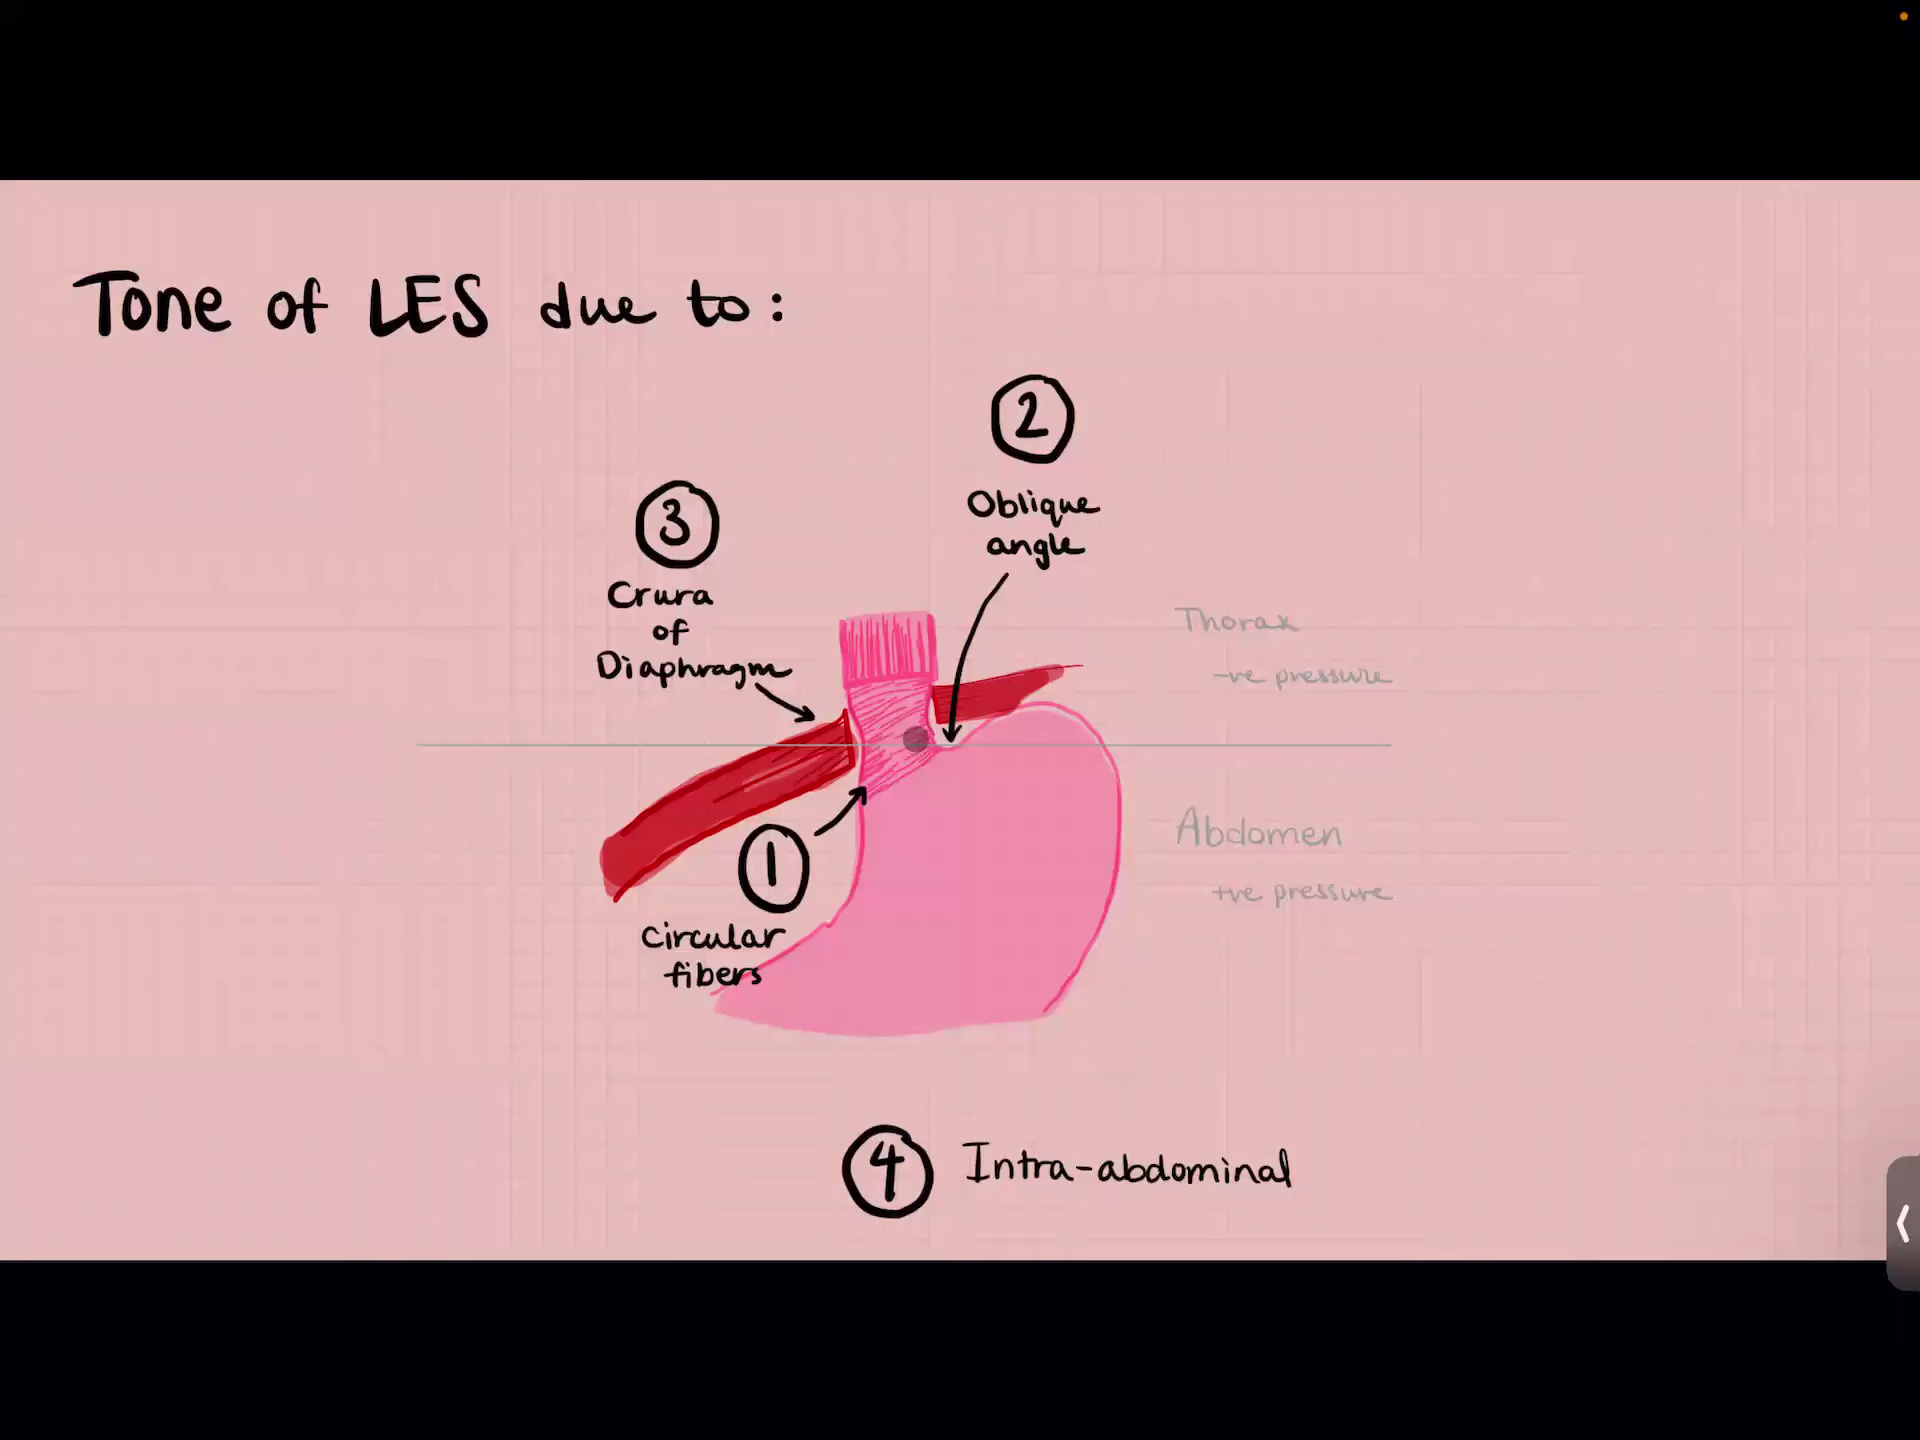 Tone of LES due to:
2
Oblique
angle
3
Crura
of
Diaphragm
Thorax
-ve pressure
Abdomen
+ve pressure
1
Circular
fibers
4 Intra-abdominal